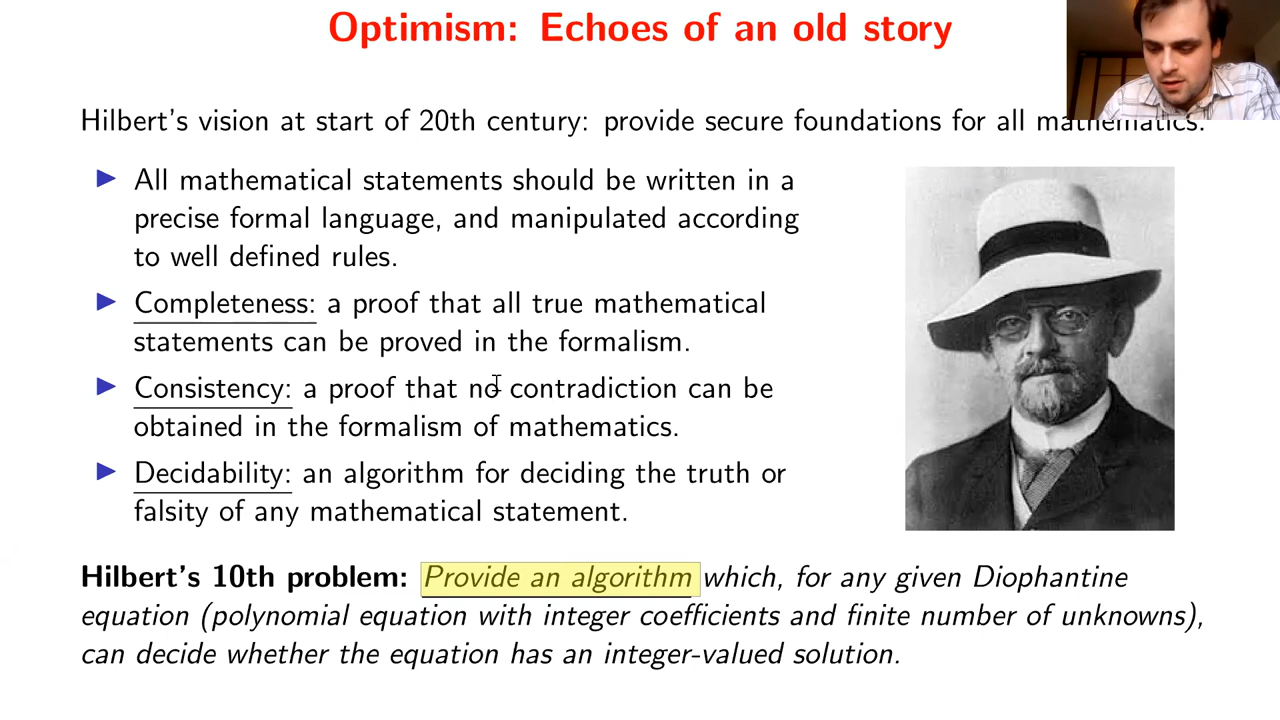 Optimism: Echoes of an old story
Hilbert's vision at start of 20th century: provide secure foundations for all mathematics.
▶ All mathematical statements should be written in a
precise formal language, and manipulated according
to well defined rules.
▶ Completeness: a proof that all true mathematical
statements can be proved in the formalism.
▶ Consistency: a proof that no contradiction can be
obtained in the formalism of mathematics.
▶ Decidability: an algorithm for deciding the truth or
falsity of any mathematical statement.
Hilbert's 10th problem: Provide an algorithm which, for any given Diophantine
equation (polynomial equation with integer coefficients and finite number of unknowns),
can decide whether the equation has an integer-valued solution.